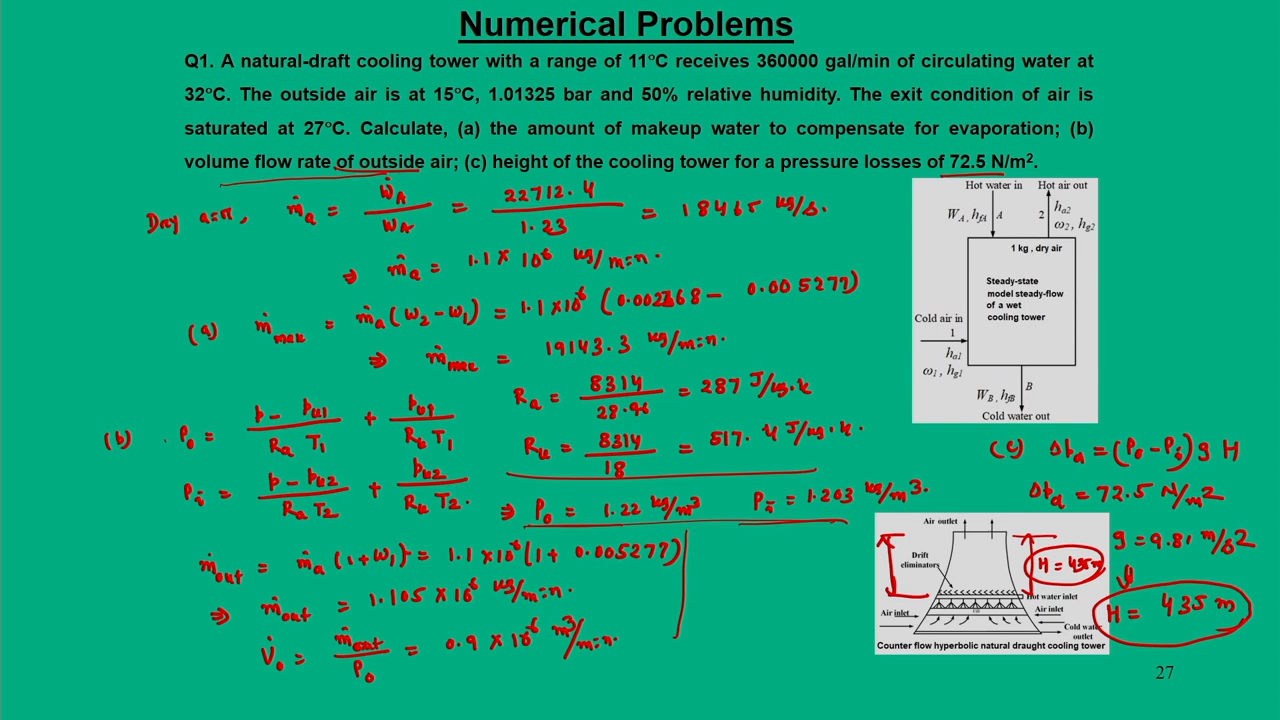 Numerical Problems
Q1. A natural-draft cooling tower with a range of 11°C receives 360000 gal/min of circulating water at
32°C. The outside air is at 15°C, 1.01325 bar and 50% relative humidity. The exit condition of air is
saturated at 27°C. Calculate, (a) the amount of makeup water to compensate for evaporation; (b)
volume flow rate of outside air; (c) height of the cooling tower for a pressure losses of 72.5 N/m².
Dry air, ṁa = ẆA / WA = 22712.4 / 1.23 = 18465 kg/s.
⇒ ṁa = 1.1 × 10⁶ kg/min.
(a) ṁmak = ṁa (ω2 - ω1) = 1.1 × 10⁶ ( - 0.005277)
⇒ ṁmak = 19143.3 kg/min.
Ra = 8314 / 28.96 = 287 J/kg.K
Rv = 8314 / 18 = 517.4 J/kg.K.
(b) ρo = p - pv1 / Ra T1 + pv1 / Rv T1
ρi = p - pv2 / Ra T2 + pv2 / Rv T2.
⇒ ρo = 1.22 kg/m³ ρi = 1.203 kg/m³.
ṁout = ṁa (1+ω1) = 1.1 × 10⁶ (1 + 0.005277)
⇒ ṁout = 1.105 × 10⁶ kg/min.
V̇o = ṁout / ρo = 0.9 × 10⁶ m³/min.
Hot water in Hot air out
WA, hfA A 2 ha2
ω2, hg2
1 kg , dry air
Steady-state
model steady-flow
of a wet
cooling tower
Cold air in
1
ha1
ω1, hg1
B
WB, hfB
Cold water out
(c) Δpd = (ρo - ρi) g H
Δpd = 72.5 N/m²
g = 9.81 m/s²
H = 435 m
Air outlet
Drift
eliminators
H = 435 m
Hot water inlet
Fill
Air inlet
Air inlet
Cold water
outlet
Counter flow hyperbolic natural draught cooling tower
27